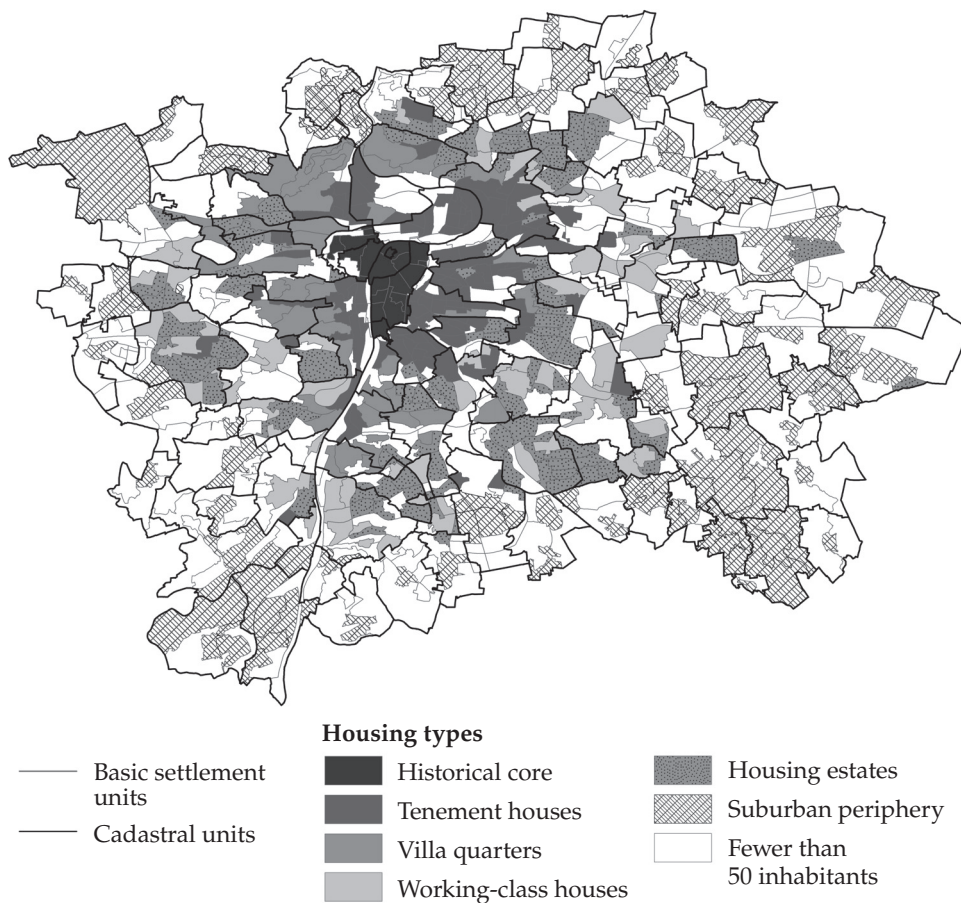 Housing types
Basic settlement
units
Cadastral units
Historical core
Tenement houses
Villa quarters
Working-class houses
Housing estates
Suburban periphery
Fewer than
50 inhabitants